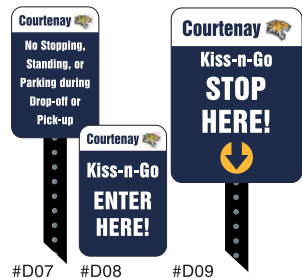 Courtenay
No Stopping,
Standing, or
Parking during
Drop-off or
Pick-up
Courtenay
Kiss-n-Go
ENTER
HERE!
Courtenay
Kiss-n-Go
STOP
HERE!
#D07
#D08
#D09